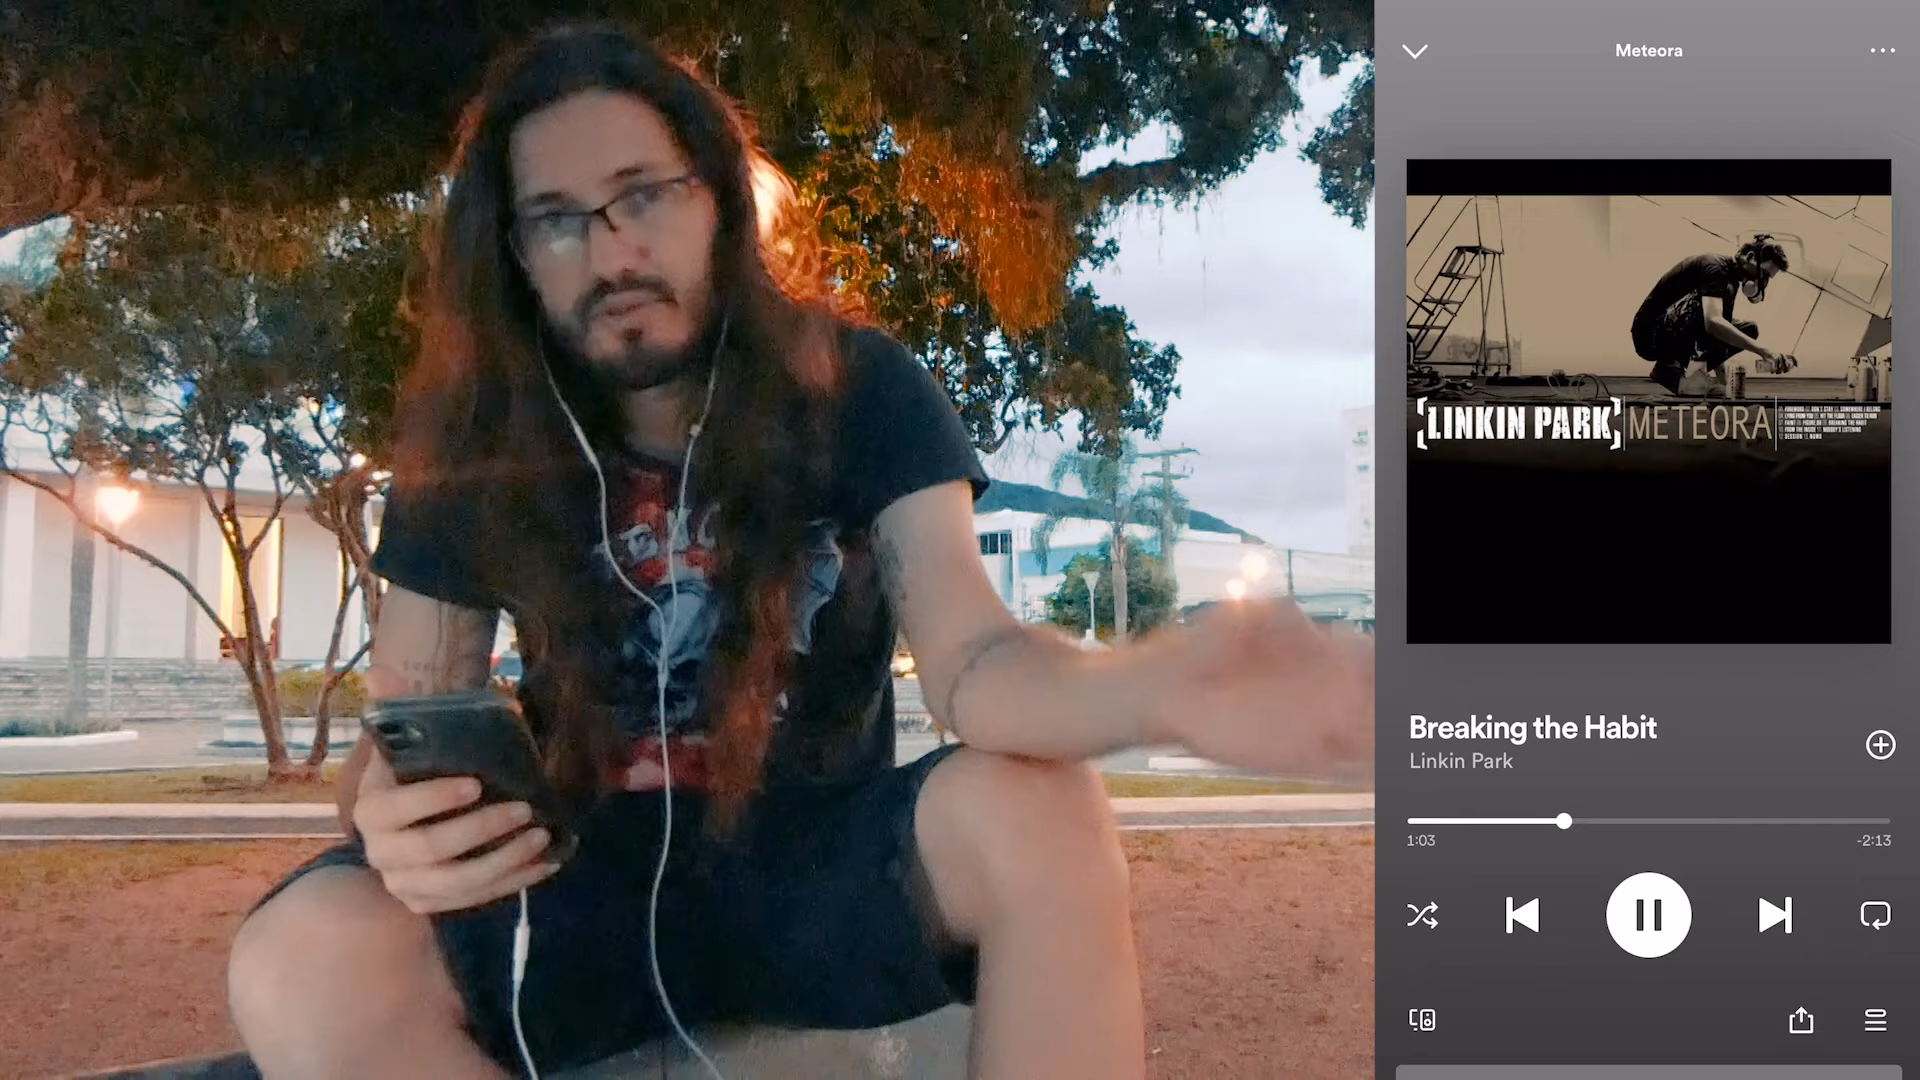 Meteora
[LINKIN PARK] METEORA
Breaking the Habit
Linkin Park
1:03
-2:13